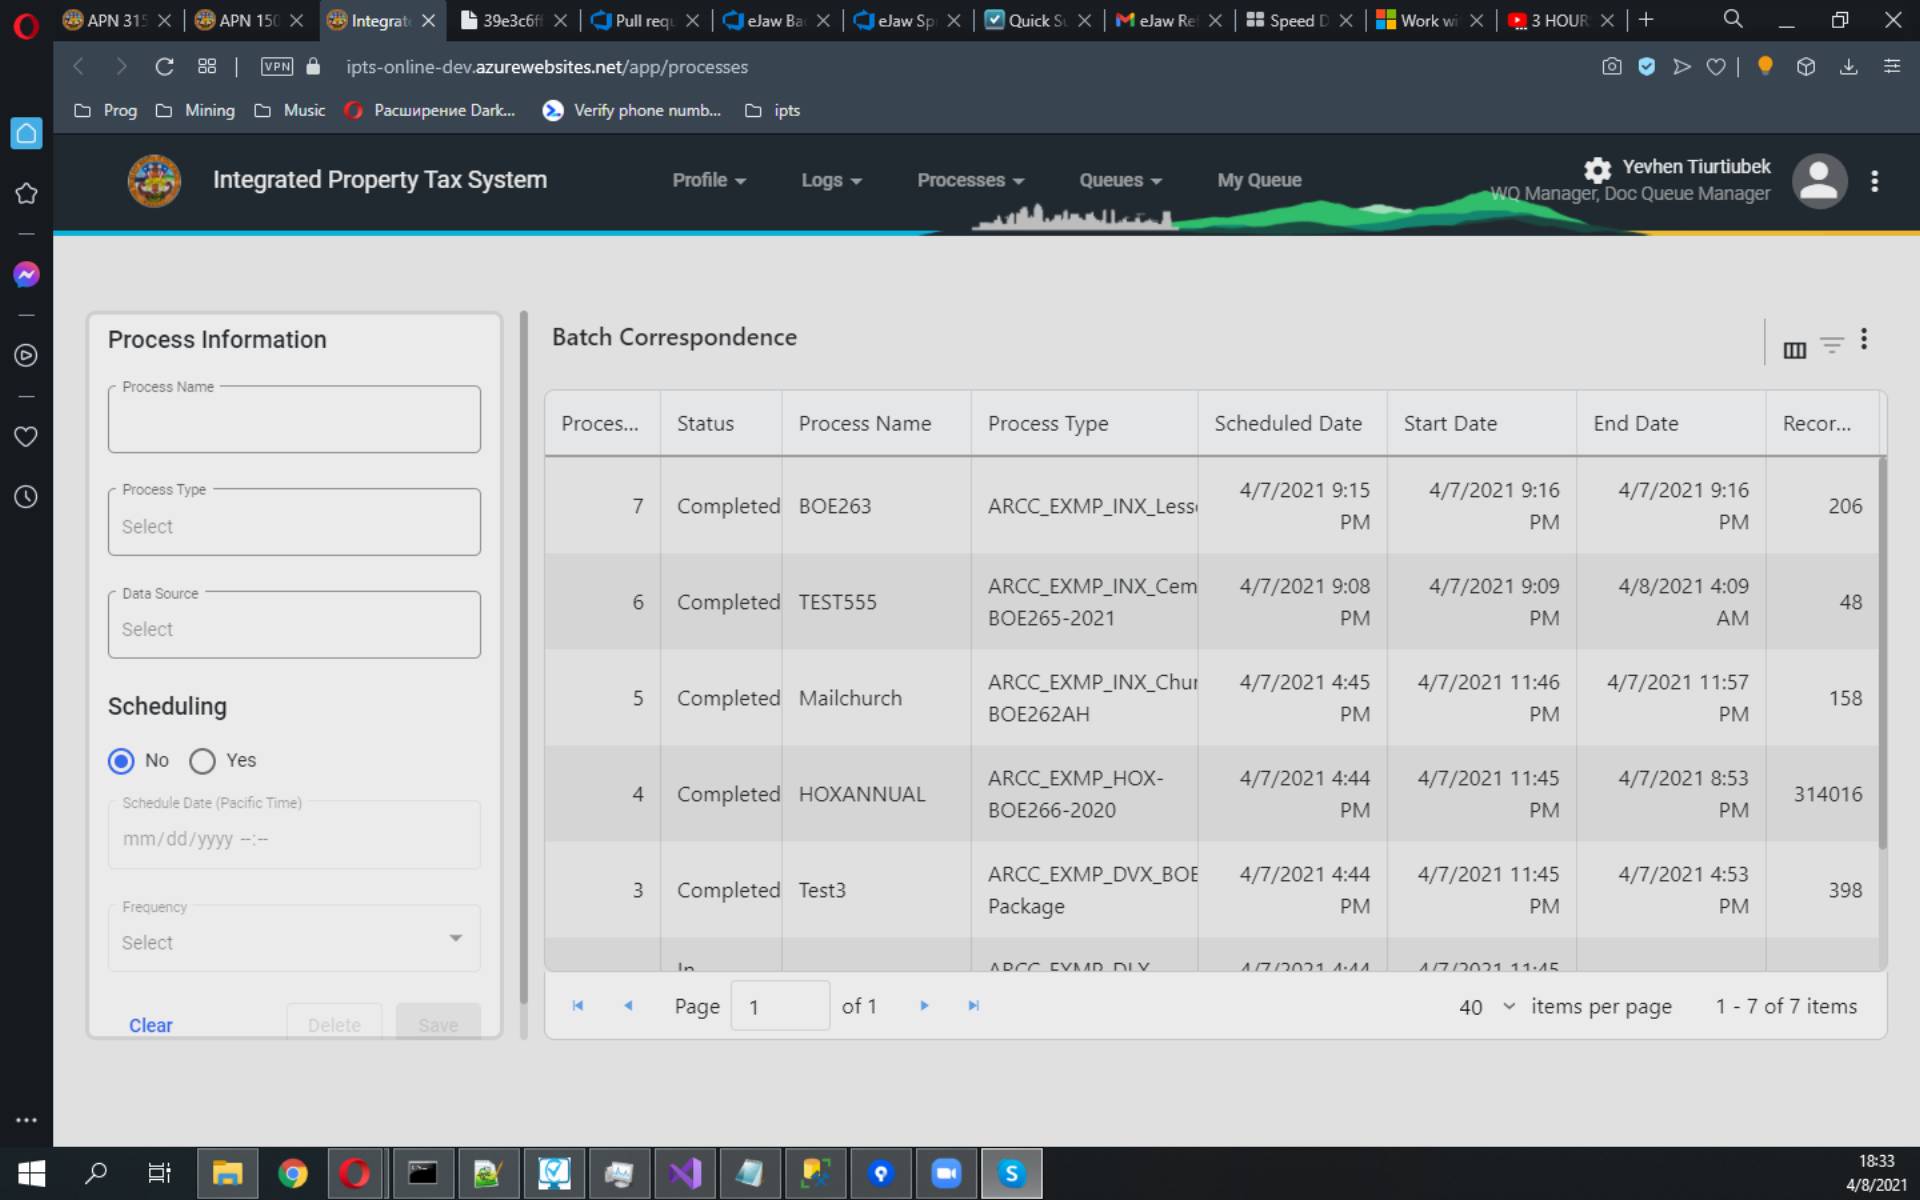 APN 315
APN 150
Integrat
39e3c6ff
Pull requ
eJaw Bac
eJaw Spr
Quick Su
eJaw Re
Speed D
Work wi
3 HOUR
VPN
ipts-online-dev.azurewebsites.net/app/processes
Prog
Mining
Music
Расширение Dark...
Verify phone numb...
ipts
Integrated Property Tax System
Profile
Logs
Processes
Queues
My Queue
Yevhen Tiurtiubek
WQ Manager, Doc Queue Manager
Process Information
Process Name
Process Type
Select
Data Source
Select
Scheduling
No
Yes
Schedule Date (Pacific Time)
mm/dd/yyyy --:--
Frequency
Select
Clear
Delete
Save
Batch Correspondence
Proces... Status Process Name Process Type Scheduled Date Start Date End Date Recor...
7 Completed BOE263 ARCC_EXMP_INX_Less 4/7/2021 9:15 PM 4/7/2021 9:16 PM 4/7/2021 9:16 PM 206
6 Completed TEST555 ARCC_EXMP_INX_Cem BOE265-2021 4/7/2021 9:08 PM 4/7/2021 9:09 PM 4/8/2021 4:09 AM 48
5 Completed Mailchurch ARCC_EXMP_INX_Chur BOE262AH 4/7/2021 4:45 PM 4/7/2021 11:46 PM 4/7/2021 11:57 PM 158
4 Completed HOXANNUAL ARCC_EXMP_HOX-BOE266-2020 4/7/2021 4:44 PM 4/7/2021 11:45 PM 4/7/2021 8:53 PM 314016
3 Completed Test3 ARCC_EXMP_DVX_BOE Package 4/7/2021 4:44 PM 4/7/2021 11:45 PM 4/7/2021 4:53 PM 398
In ARCC_EXMP_DLX 4/7/2021 4:44 4/7/2021 11:45
Page 1 of 1
40 items per page
1 - 7 of 7 items
18:33
4/8/2021